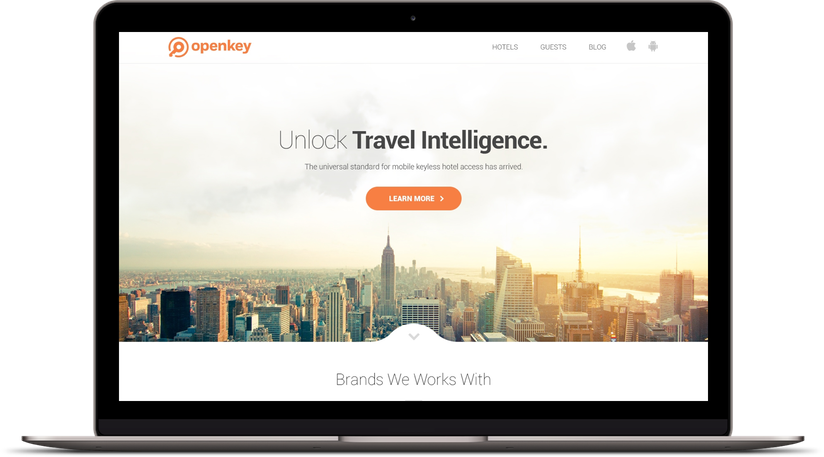 openkey
HOTELS GUESTS BLOG
Unlock Travel Intelligence.
The universal standard for mobile keyless hotel access has arrived.
LEARN MORE
Brands We Works With